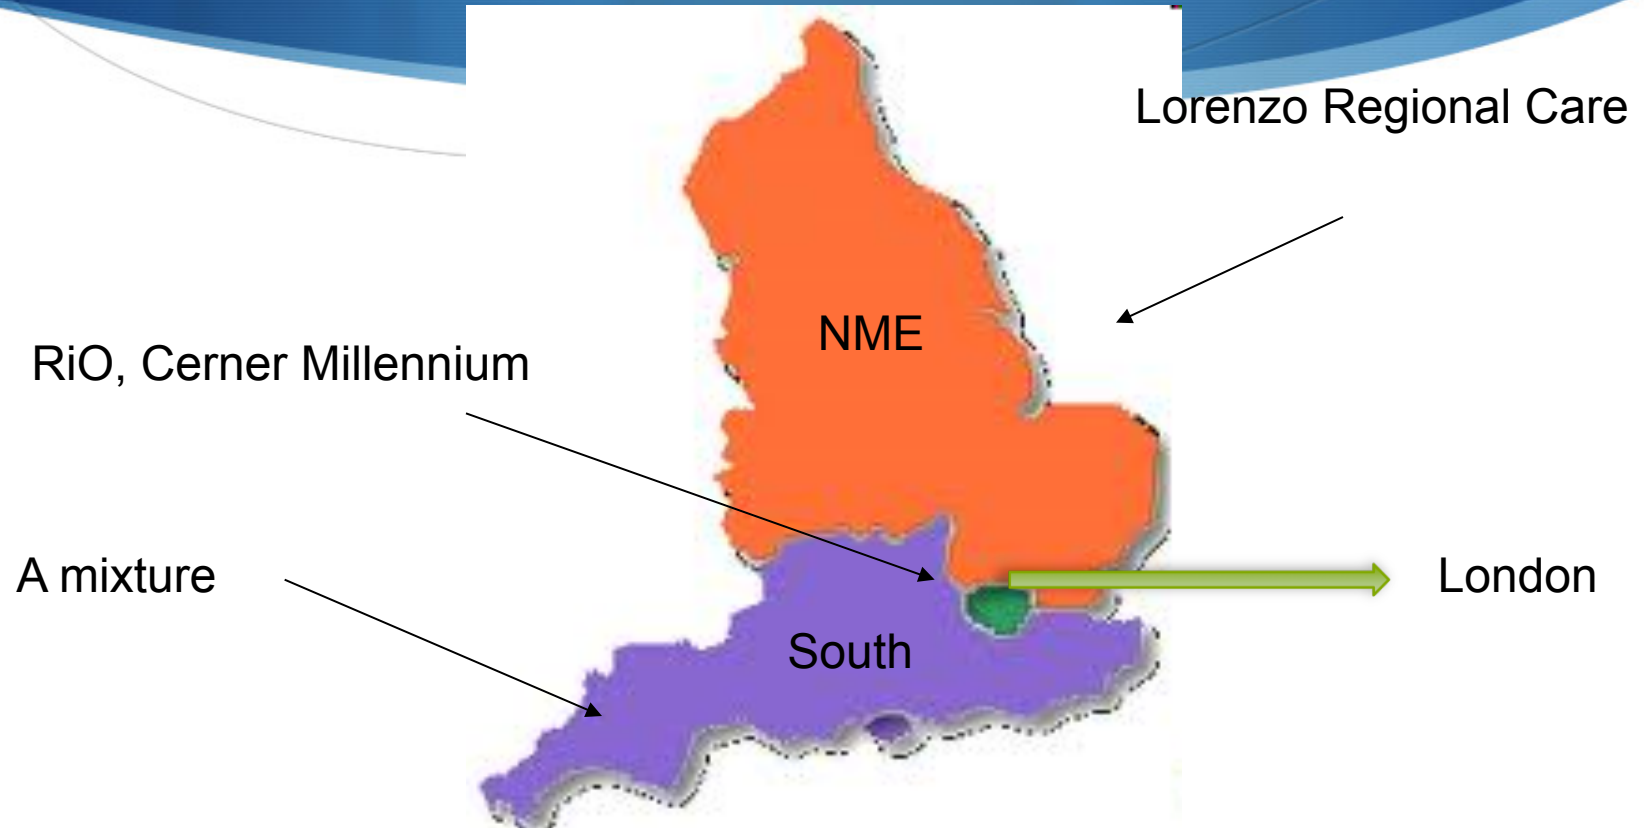 Lorenzo Regional Care
NME
RiO, Cerner Millennium
A mixture
London
South